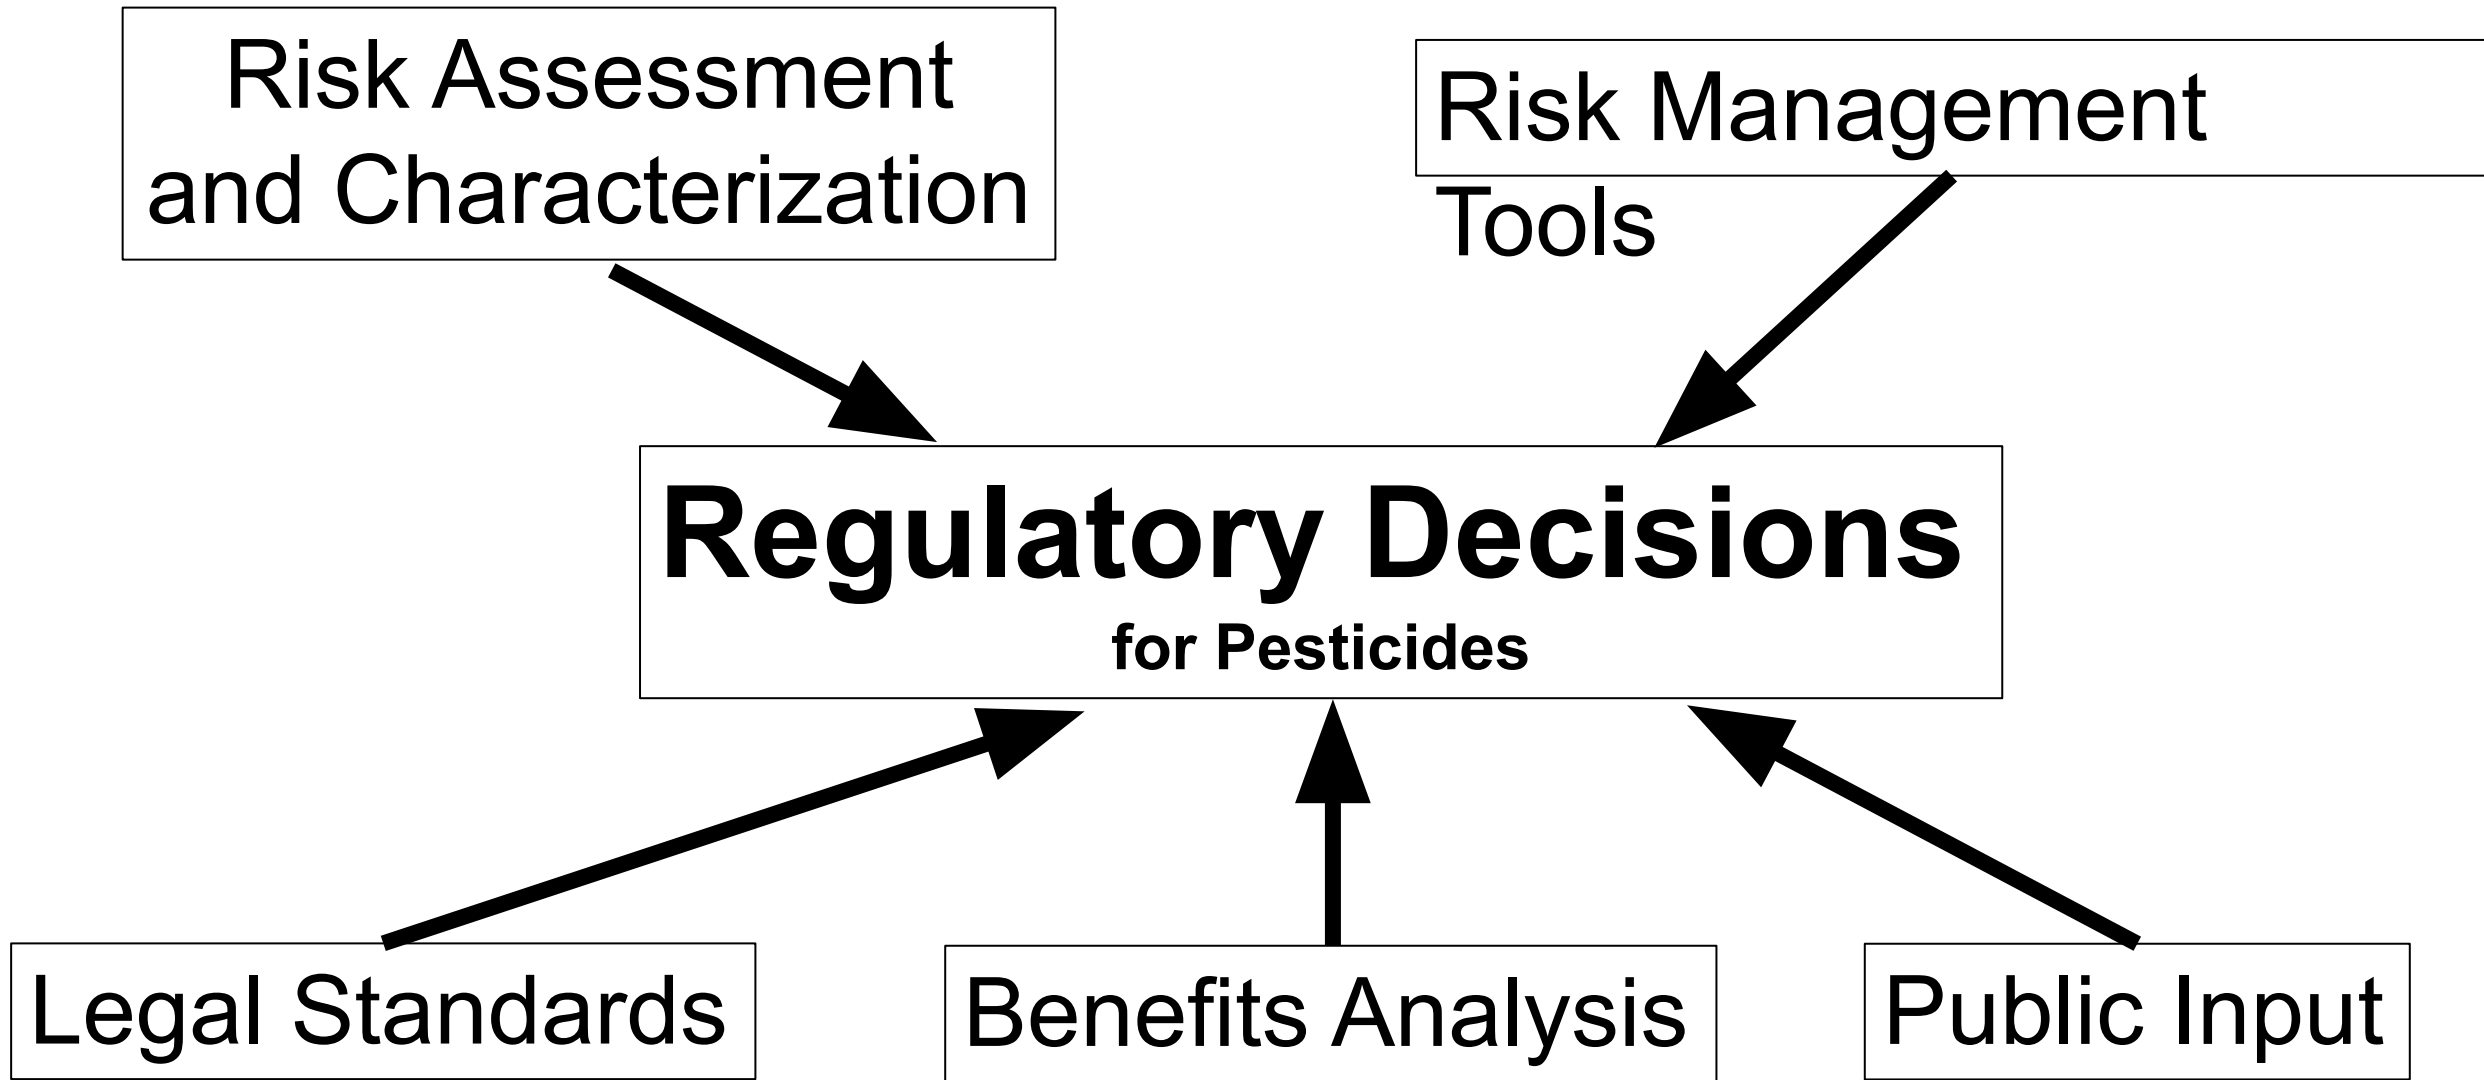 Risk Assessment
and Characterization
Risk Management
Tools
Regulatory Decisions
for Pesticides
Legal Standards
Benefits Analysis
Public Input